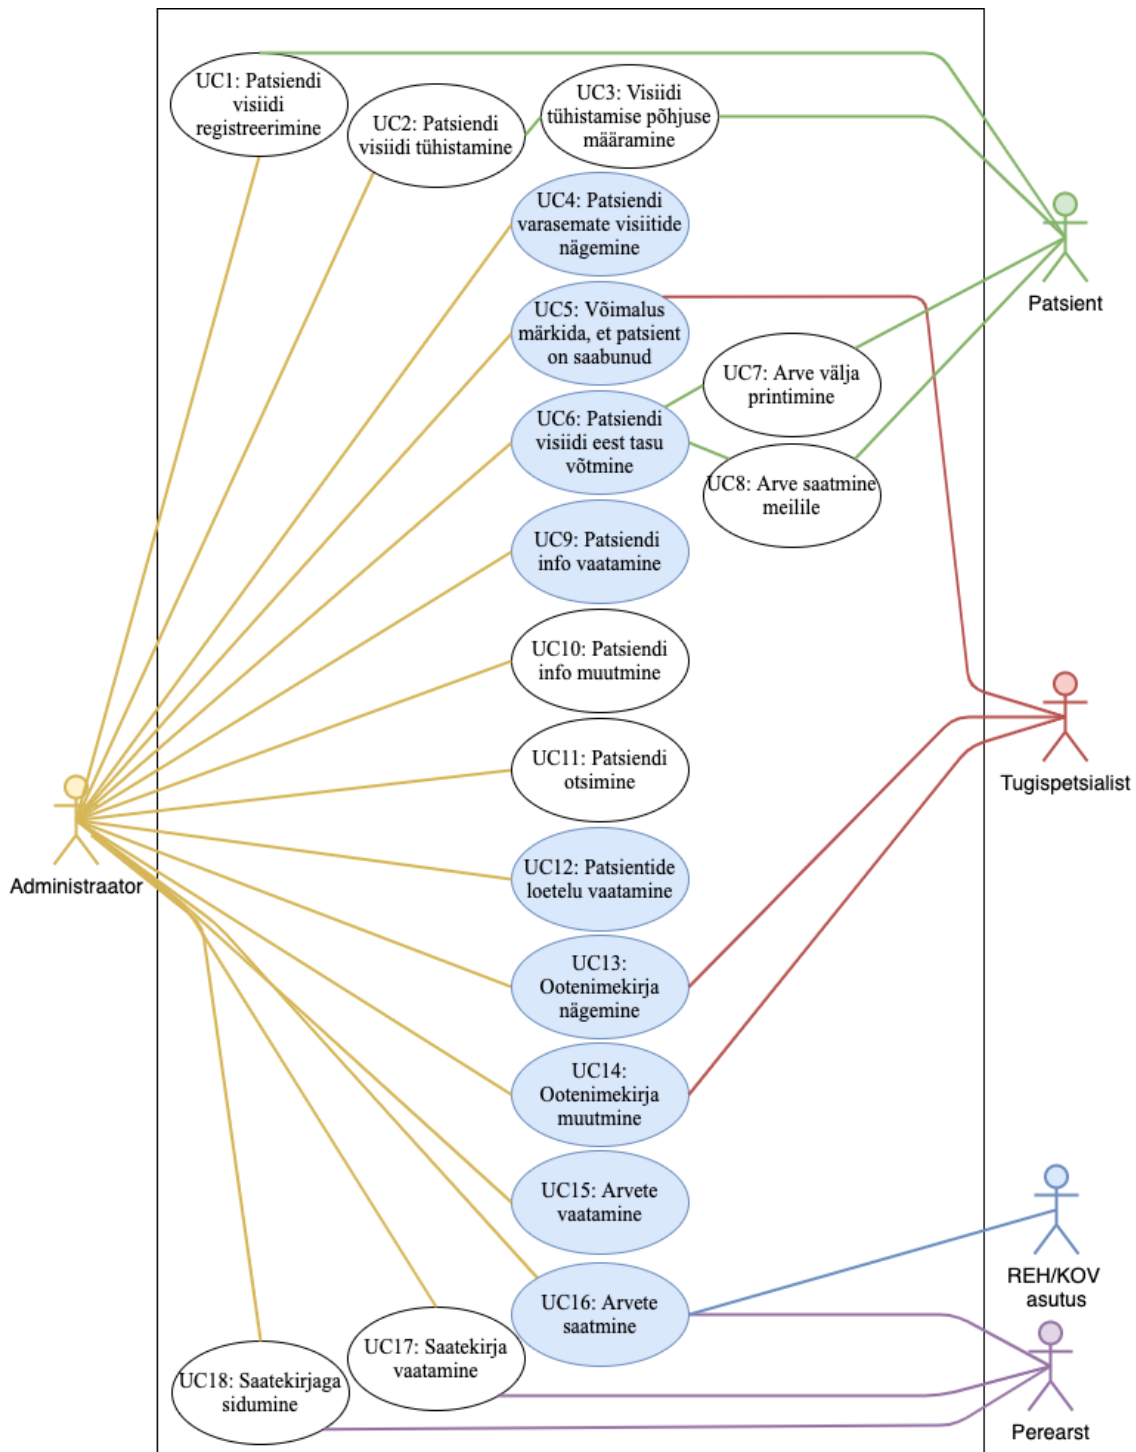 UC1: Patsiendi
visiidi
registreerimine
UC2: Patsiendi
visiidi tühistamine
UC3: Visiidi
tühistamise põhjuse
määramine
UC4: Patsiendi
varasemate visiitide
nägemine
Patsient
UC5: Võimalus
märkida, et patsient
on saabunud
UC7: Arve välja
printimine
UC6: Patsiendi
visiidi eest tasu
võtmine
UC8: Arve saatmine
meilile
UC9: Patsiendi
info vaatamine
UC10: Patsiendi
info muutmine
UC11: Patsiendi
otsimine
Tugispetsialist
Administraator
UC12: Patsientide
loetelu vaatamine
UC13:
Ootenimekirja
nägemine
UC14:
Ootenimekirja
muutmine
UC15: Arvete
vaatamine
REH/KOV
asutus
UC16: Arvete
saatmine
UC17: Saatekirja
vaatamine
UC18: Saatekirjaga
sidumine
Perearst